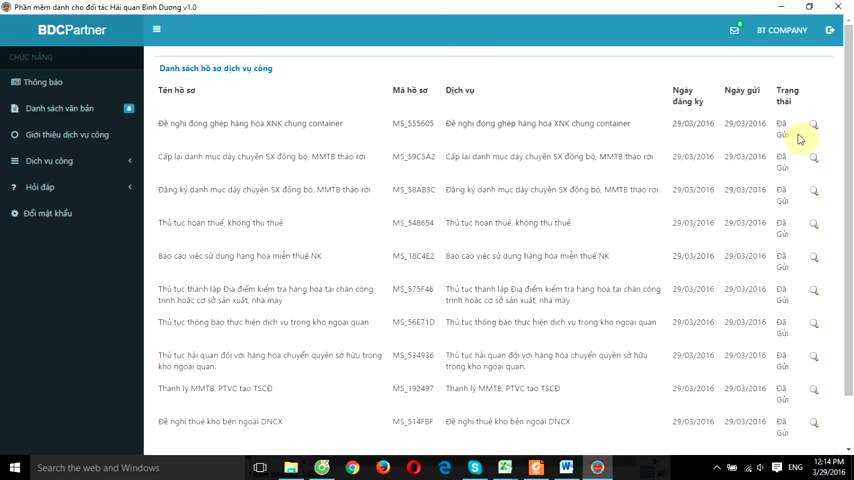 Phần mềm dành cho đối tác Hải quan Bình Dương v1.0
BDCPartner
0
BT COMPANY
CHỨC NĂNG
Thông báo
Danh sách văn bản
8
Giới thiệu dịch vụ công
Dịch vụ công
Hỏi đáp
Đổi mật khẩu
Danh sách hồ sơ dịch vụ công
Tên hồ sơ Mã hồ sơ Dịch vụ Ngày đăng ký Ngày gửi Trạng thái
Đề nghị đóng ghép hàng hóa XNK chung container MS_555605 Đề nghị đóng ghép hàng hóa XNK chung container 29/03/2016 29/03/2016 Đã Gửi
Cấp lại danh mục dây chuyền SX đồng bộ, MMTB tháo rời MS_59C5A2 Cấp lại danh mục dây chuyền SX đồng bộ, MMTB tháo rời 29/03/2016 29/03/2016 Đã Gửi
Đăng ký danh mục dây chuyền SX đồng bộ, MMTB tháo rời MS_58AB3C Đăng ký danh mục dây chuyền SX đồng bộ, MMTB tháo rời 29/03/2016 29/03/2016 Đã Gửi
Thủ tục hoàn thuế, không thu thuế MS_548654 Thủ tục hoàn thuế, không thu thuế 29/03/2016 29/03/2016 Đã Gửi
Báo cáo việc sử dụng hàng hóa miễn thuế NK MS_18C4E2 Báo cáo việc sử dụng hàng hóa miễn thuế NK 29/03/2016 29/03/2016 Đã Gửi
Thủ tục thành lập Địa điểm kiểm tra hàng hoá tại chân công trình hoặc cơ sở sản xuất, nhà máy MS_575F46 Thủ tục thành lập Địa điểm kiểm tra hàng hoá tại chân công trình hoặc cơ sở sản xuất, nhà máy 29/03/2016 29/03/2016 Đã Gửi
Thủ tục thông báo thực hiện dịch vụ trong kho ngoại quan MS_56E71D Thủ tục thông báo thực hiện dịch vụ trong kho ngoại quan 29/03/2016 29/03/2016 Đã Gửi
Thủ tục hải quan đối với hàng hóa chuyển quyền sở hữu trong kho ngoại quan. MS_534936 Thủ tục hải quan đối với hàng hóa chuyển quyền sở hữu trong kho ngoại quan. 29/03/2016 29/03/2016 Đã Gửi
Thanh lý MMTB, PTVC tạo TSCĐ MS_192497 Thanh lý MMTB, PTVC tạo TSCĐ 29/03/2016 29/03/2016 Đã Gửi
Đề nghị thuê kho bên ngoài DNCX MS_514FBF Đề nghị thuê kho bên ngoài DNCX 29/03/2016 29/03/2016 Đã Gửi
Search the web and Windows
ENG
12:14 PM
3/29/2016